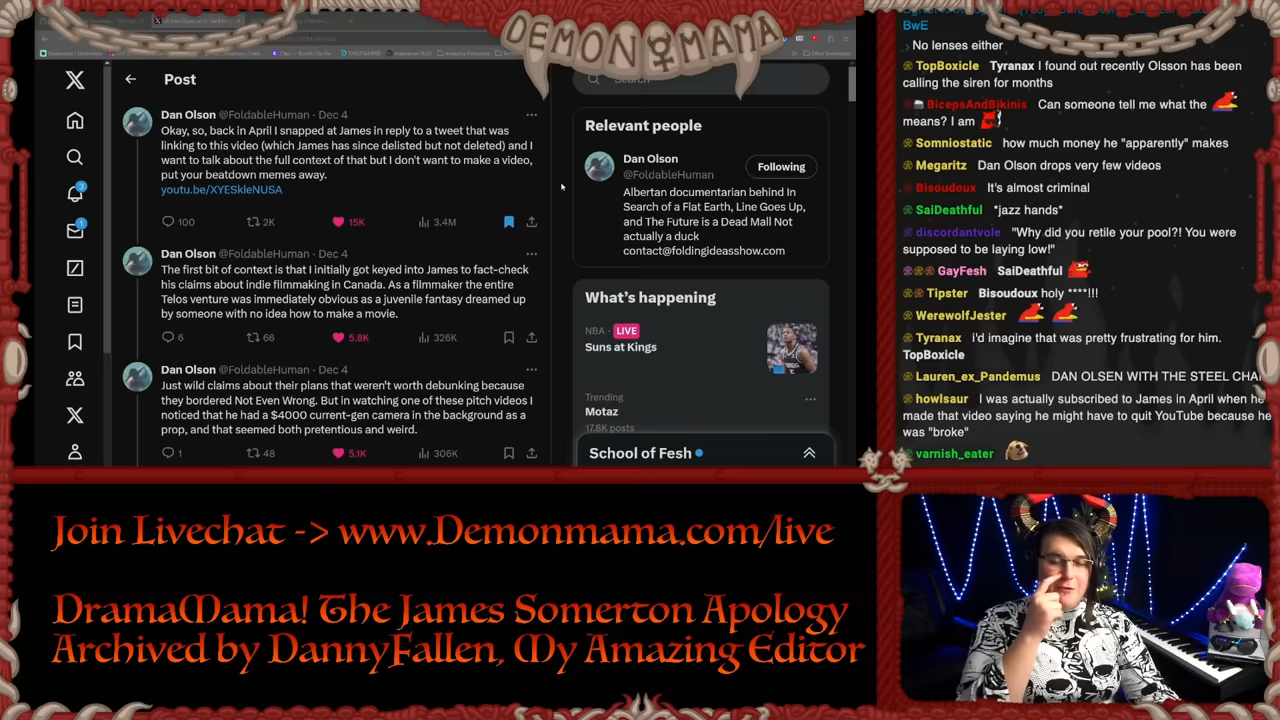 DEMON MAMA
Post
Search
Dan Olson @FoldableHuman · Dec 4
Okay, so, back in April I snapped at James in reply to a tweet that was
linking to this video (which James has since delisted but not deleted) and I
want to talk about the full context of that but I don't want to make a video,
put your beatdown memes away.
youtu.be/XYESkleNUSA
100 2K 15K 3.4M
Dan Olson @FoldableHuman · Dec 4
The first bit of context is that I initially got keyed into James to fact-check
his claims about indie filmmaking in Canada. As a filmmaker the entire
Telos venture was immediately obvious as a juvenile fantasy dreamed up
by someone with no idea how to make a movie.
6 66 5.8K 326K
Dan Olson @FoldableHuman · Dec 4
Just wild claims about their plans that weren't worth debunking because
they bordered Not Even Wrong. But in watching one of these pitch videos I
noticed that he had a $4000 current-gen camera in the background as a
prop, and that seemed both pretentious and weird.
1 48 5.1K 306K
3
1
Relevant people
Dan Olson
@FoldableHuman
Following
Albertan documentarian behind In
Search of a Flat Earth, Line Goes Up,
and The Future is a Dead Mall Not
actually a duck
contact@foldingideasshow.com
What's happening
NBA · LIVE
Suns at Kings
Trending
Motaz
17.8K posts
School of Fesh
BwE
No lenses either
TopBoxicle Tyranax I found out recently Olsson has been
calling the siren for months
BicepsAndBikinis Can someone tell me what the
means? I am
Somniostatic how much money he "apparently" makes
Megaritz Dan Olson drops very few videos
Bisoudoux It's almost criminal
SaiDeathful *jazz hands*
discordantvole "Why did you retile your pool?! You were
supposed to be laying low!"
GayFesh SaiDeathful
Tipster Bisoudoux holy ****!!!
WerewolfJester
Tyranax i'd imagine that was pretty frustrating for him.
TopBoxicle
Lauren_ex_Pandemus DAN OLSEN WITH THE STEEL CHAI
howlsaur I was actually subscribed to James in April when he
made that video saying he might have to quit YouTube because he
was "broke"
varnish_eater
Join Livechat -> www.Demonmama.com/live
DramaMama! The James Somerton Apology
Archived by DannyFallen, My Amazing Editor